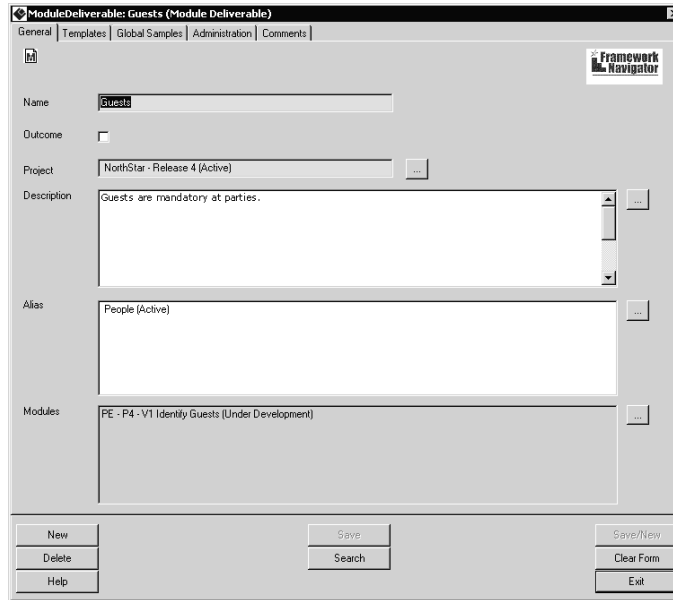 ModuleDeliverable: Guests (Module Deliverable)
General Templates Global Samples Administration Comments
M
Framework
Navigator
Name Guests
Outcome
Project NorthStar - Release 4 (Active) ...
Description Guests are mandatory at parties. ...
Alias People (Active) ...
Modules PE - P4 - V1 Identify Guests (Under Development) ...
New Save Save/New
Delete Search Clear Form
Help Exit